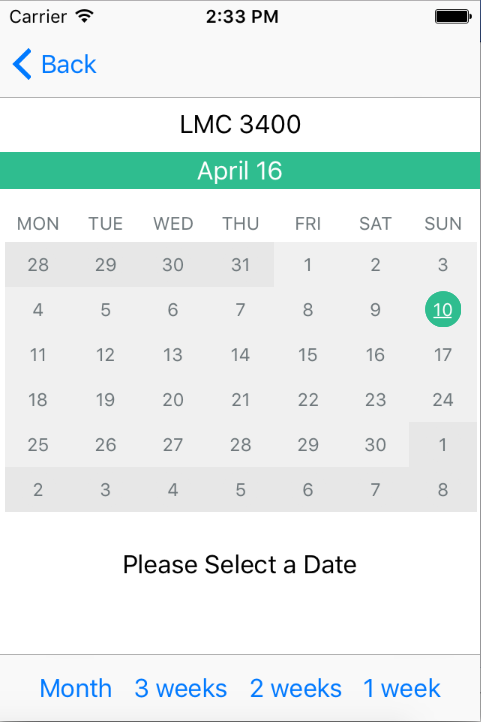 Carrier 2:33 PM
Back
LMC 3400
April 16
MON TUE WED THU FRI SAT SUN
28 29 30 31 1 2 3
4 5 6 7 8 9 10
11 12 13 14 15 16 17
18 19 20 21 22 23 24
25 26 27 28 29 30 1
2 3 4 5 6 7 8
Please Select a Date
Month 3 weeks 2 weeks 1 week